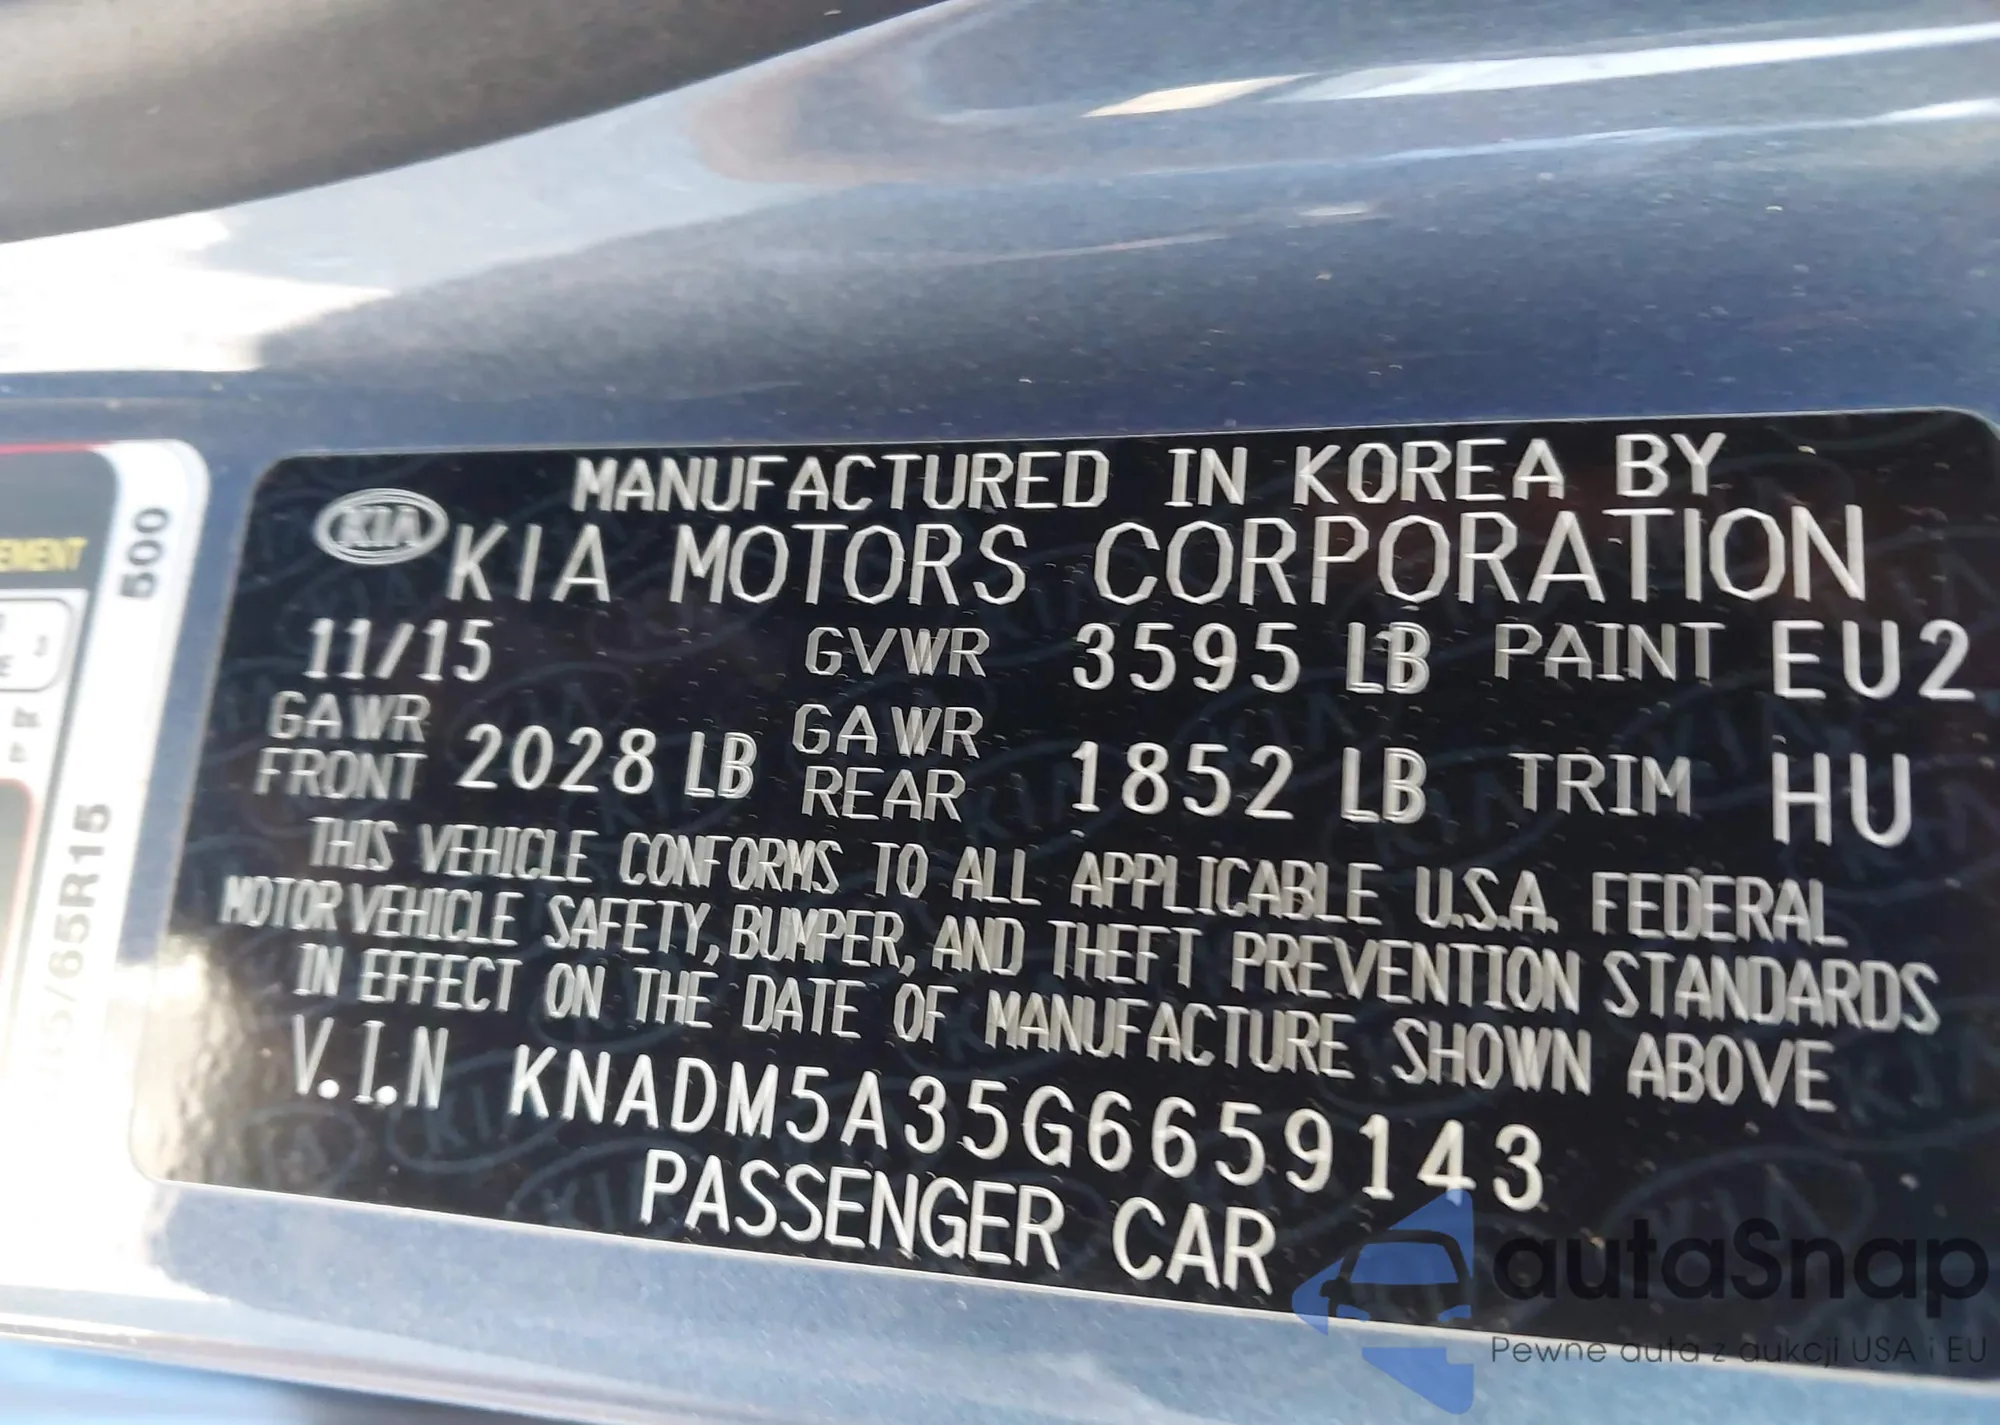 MANUFACTURED IN KOREA BY
KIA KIA MOTORS CORPORATION
11/15 GVWR 3595 LB PAINT EU2
GAWR FRONT 2028 LB GAWR REAR 1852 LB TRIM HU
THIS VEHICLE CONFORMS TO ALL APPLICABLE U.S.A. FEDERAL
MOTOR VEHICLE SAFETY, BUMPER, AND THEFT PREVENTION STANDARDS
IN EFFECT ON THE DATE OF MANUFACTURE SHOWN ABOVE
V.I.N KNADM5A35G6659143
PASSENGER CAR
500
65R15
autaSnap
Pewne auta z aukcji USA i EU